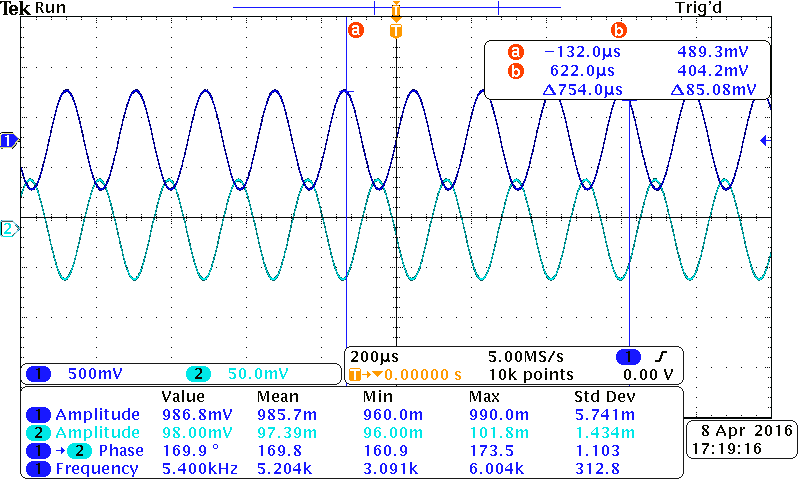 Tek Run T Trig'd
a T b
a −132.0µs 489.3mV
b 622.0µs 404.2mV
Δ754.0µs Δ85.08mV
1
2
1 500mV 2 50.0mV
200µs 5.00MS/s 1
T 0.00000 s 10k points 0.00 V
Value Mean Min Max Std Dev
1 Amplitude 986.8mV 985.7m 960.0m 990.0m 5.741m
2 Amplitude 98.00mV 97.39m 96.00m 101.8m 1.434m
1 → 2 Phase 169.9 ° 169.8 160.9 173.5 1.103
1 Frequency 5.400kHz 5.204k 3.091k 6.004k 312.8
8 Apr 2016
17:19:16